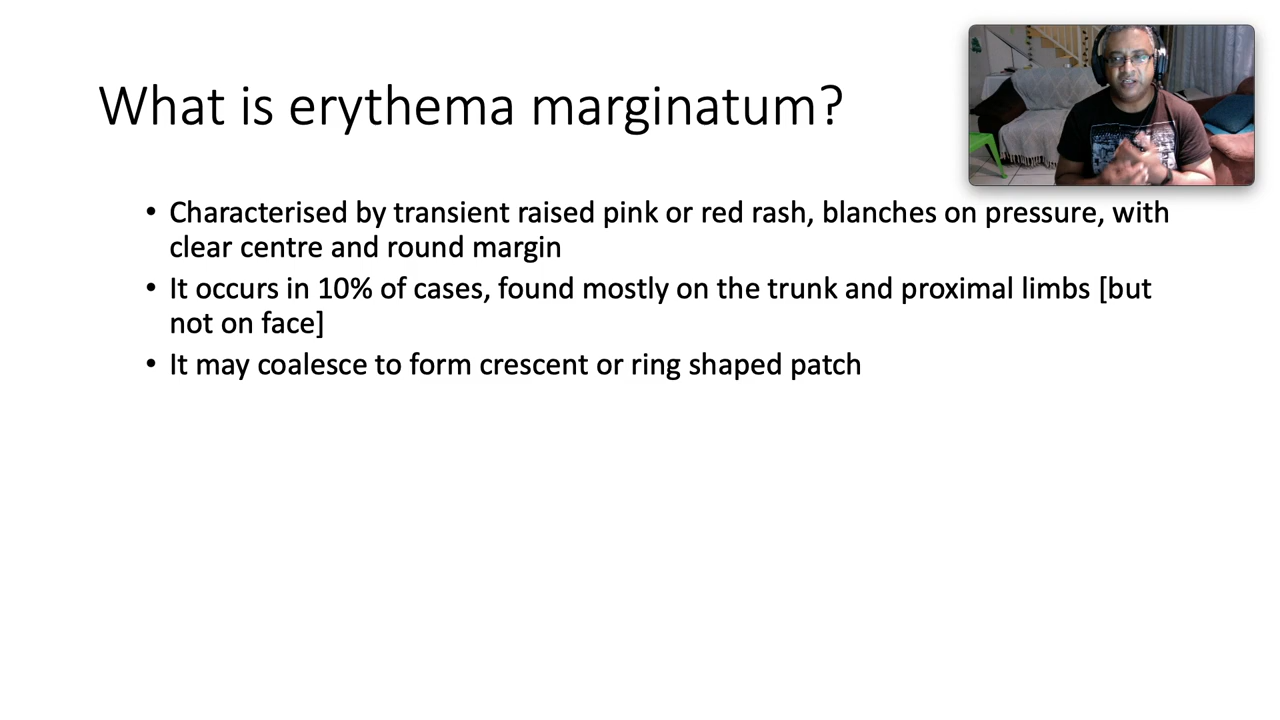 What is erythema marginatum?
• Characterised by transient raised pink or red rash, blanches on pressure, with
clear centre and round margin
• It occurs in 10% of cases, found mostly on the trunk and proximal limbs [but
not on face]
• It may coalesce to form crescent or ring shaped patch